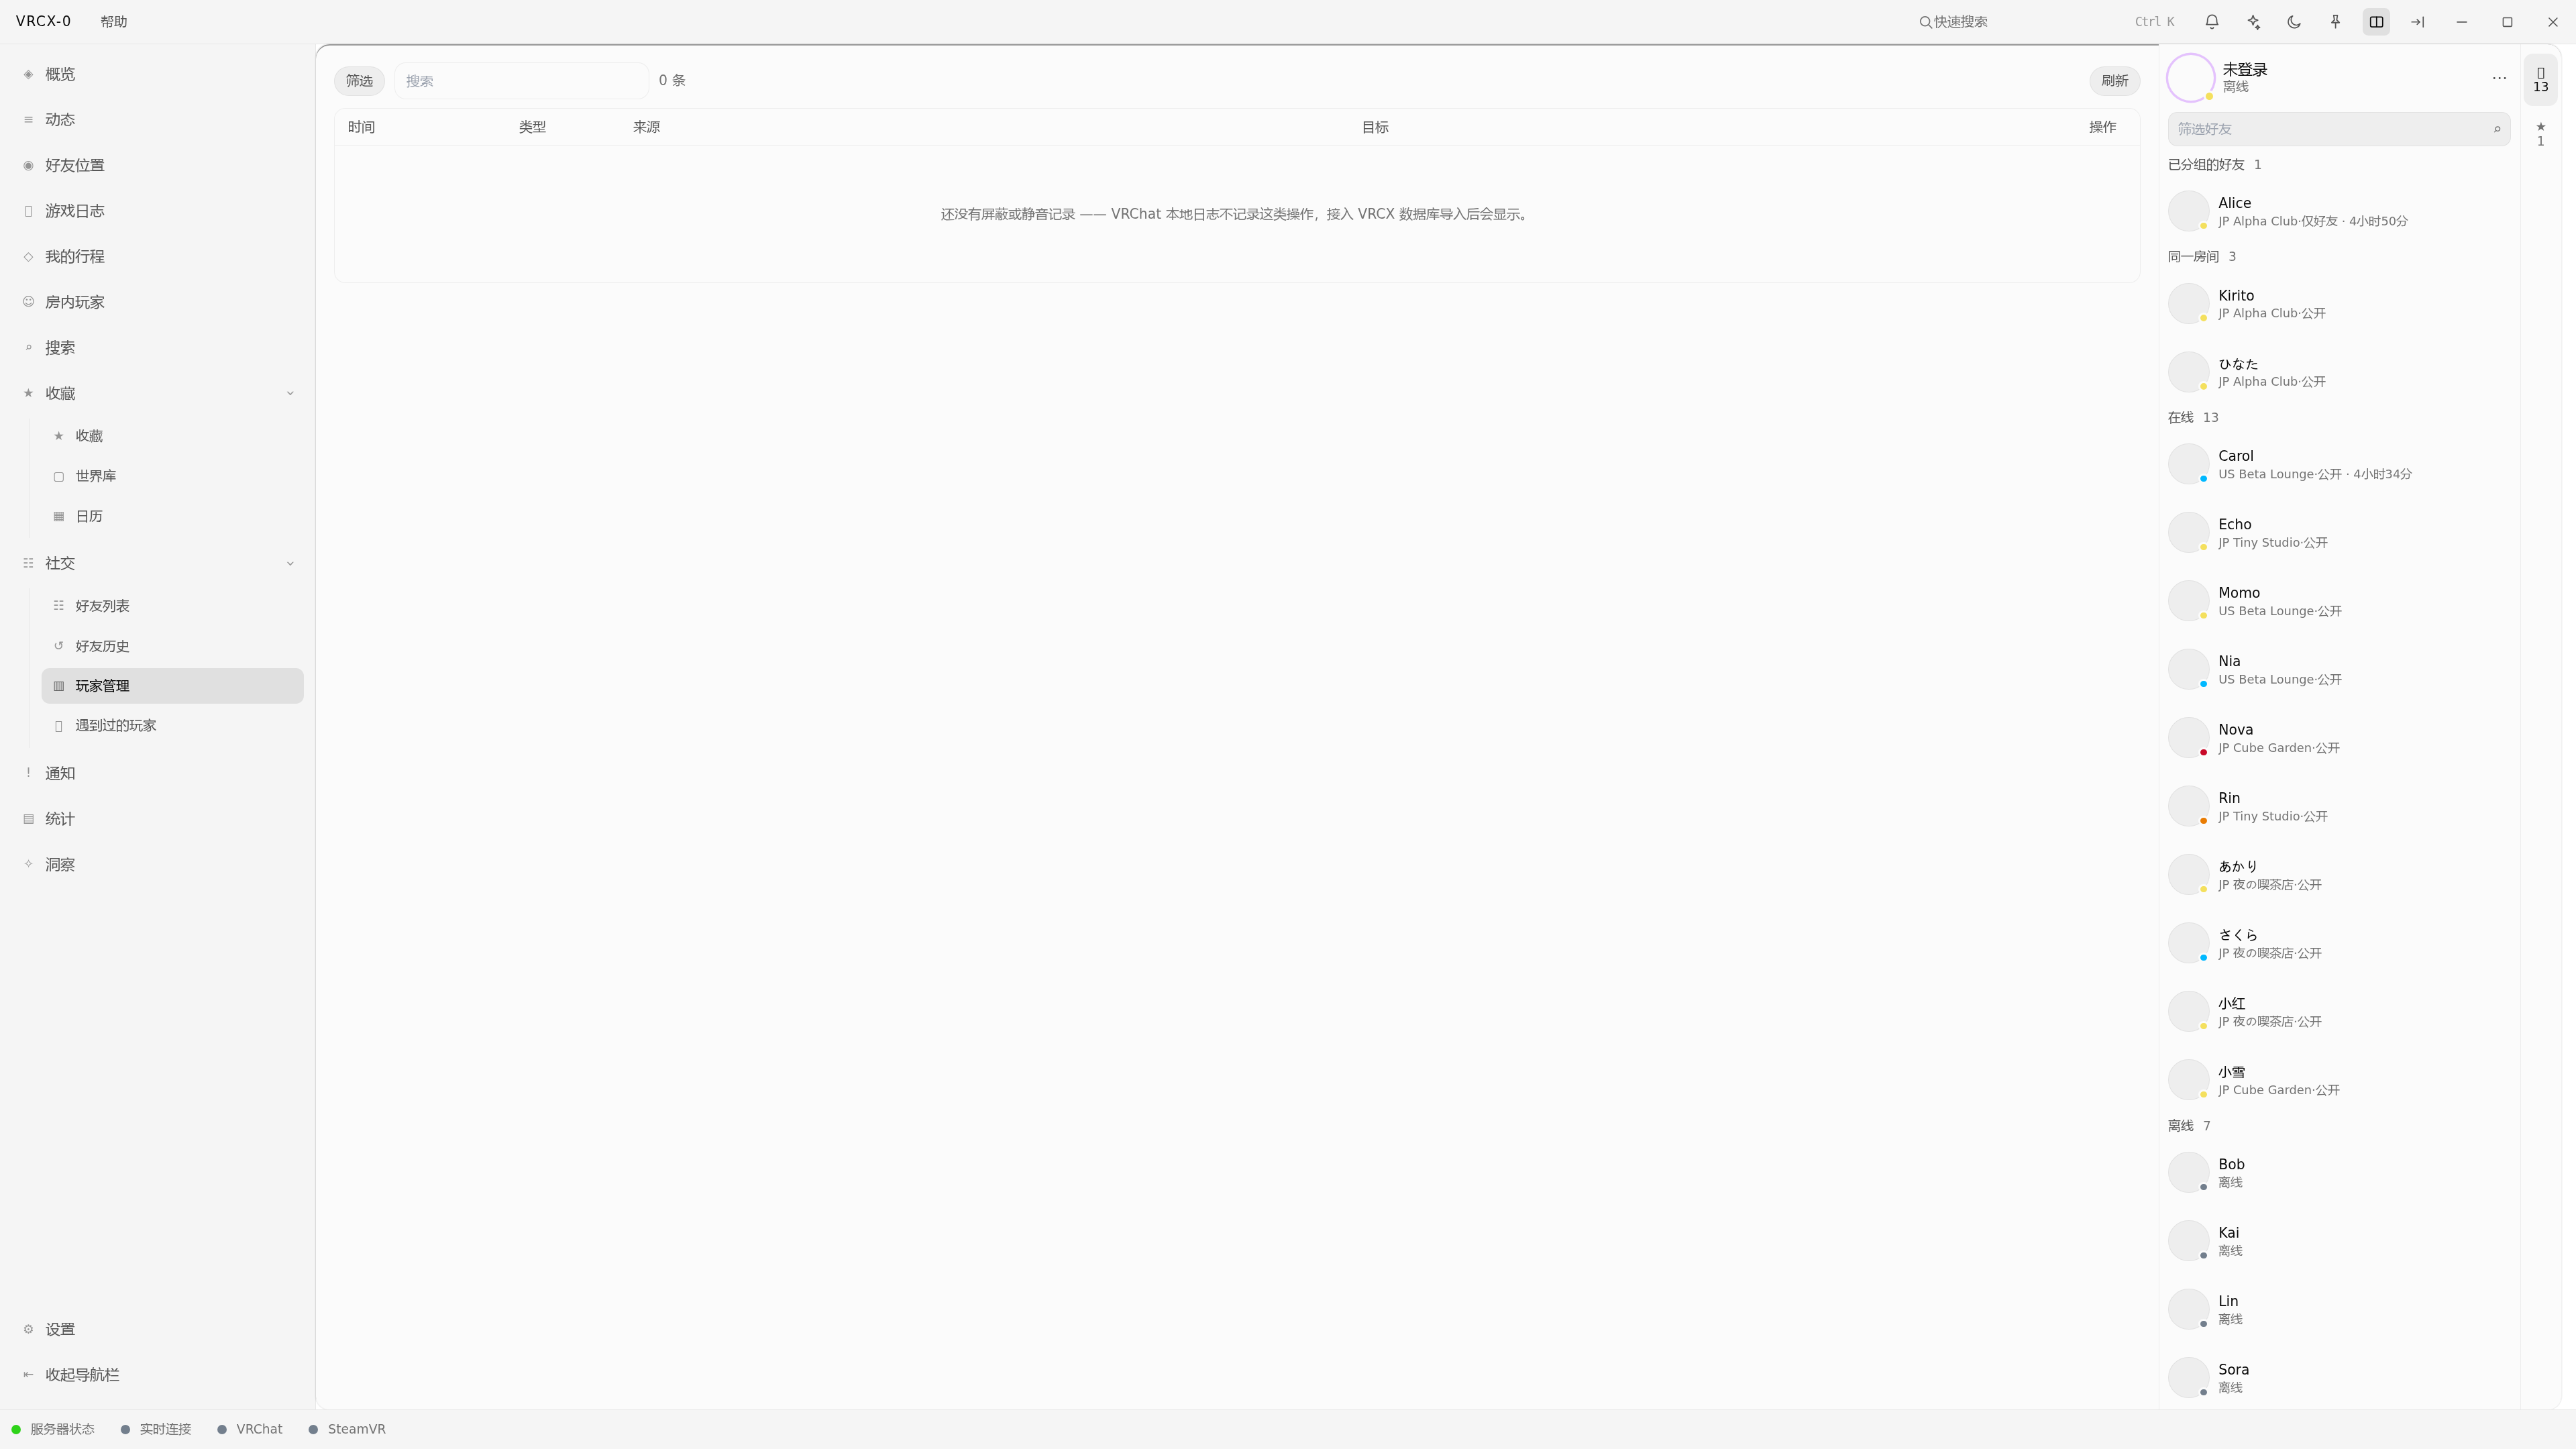 VRCX-0
帮助
快速搜索
Ctrl K
概览
动态
好友位置
游戏日志
我的行程
房内玩家
搜索
收藏
收藏
世界库
日历
社交
好友列表
好友历史
玩家管理
遇到过的玩家
通知
统计
洞察
设置
收起导航栏
筛选
搜索
0 条
刷新
时间 类型 来源 目标 操作
还没有屏蔽或静音记录 —— VRChat 本地日志不记录这类操作，接入 VRCX 数据库导入后会显示。
未登录
离线
13
1
筛选好友
已分组的好友 1
Alice
JP Alpha Club·仅好友 · 4小时50分
同一房间 3
Kirito
JP Alpha Club·公开
ひなた
JP Alpha Club·公开
在线 13
Carol
US Beta Lounge·公开 · 4小时34分
Echo
JP Tiny Studio·公开
Momo
US Beta Lounge·公开
Nia
US Beta Lounge·公开
Nova
JP Cube Garden·公开
Rin
JP Tiny Studio·公开
あかり
JP 夜の喫茶店·公开
さくら
JP 夜の喫茶店·公开
小红
JP 夜の喫茶店·公开
小雪
JP Cube Garden·公开
离线 7
Bob
离线
Kai
离线
Lin
离线
Sora
离线
服务器状态
实时连接
VRChat
SteamVR